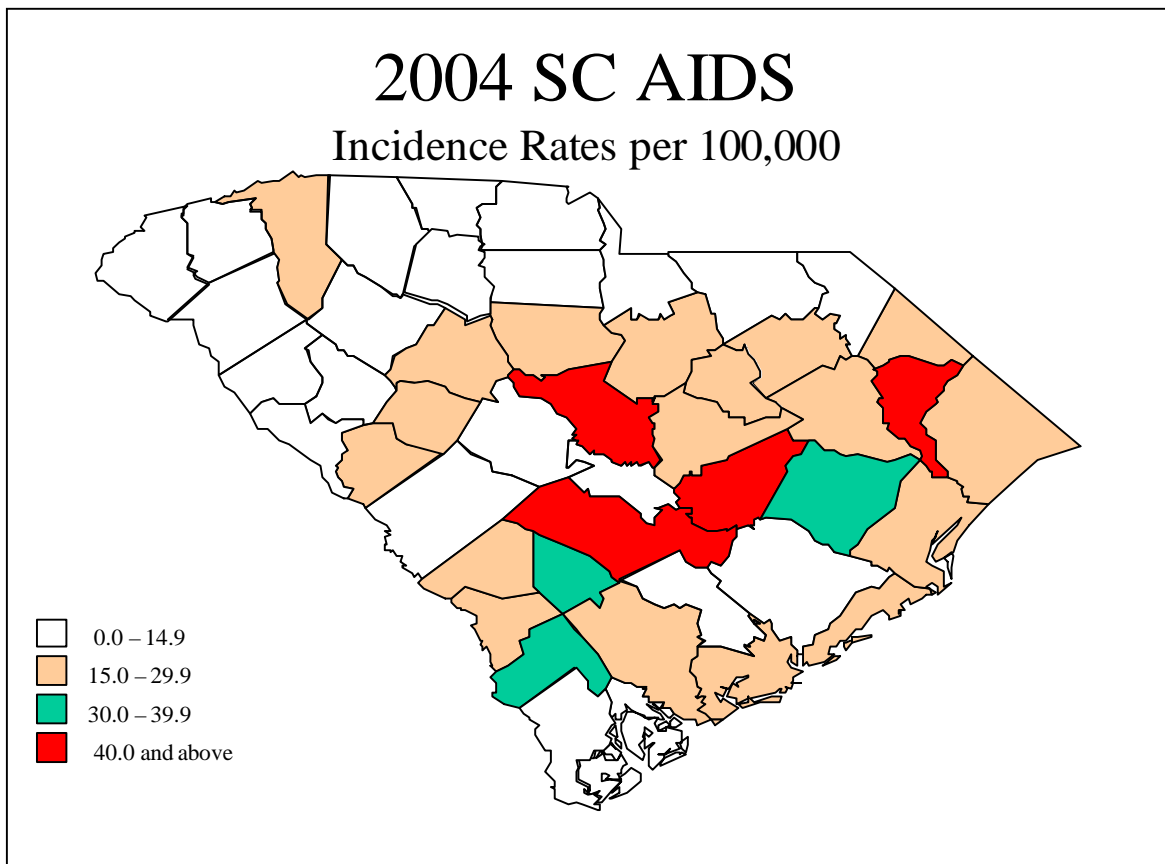 2004 SC AIDS
Incidence Rates per 100,000
0.0 – 14.9
15.0 – 29.9
30.0 – 39.9
40.0 and above